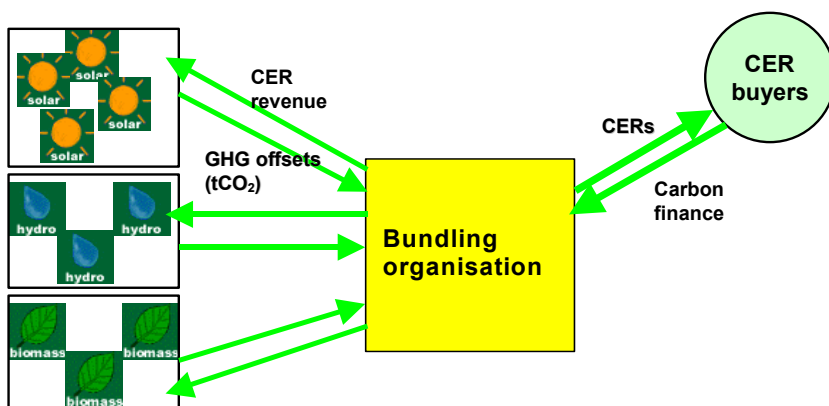 solar
solar
solar
solar
CER
revenue
GHG offsets
(tCO₂)
hydro
hydro
hydro
biomass
biomass
biomass
Bundling
organisation
CERs
Carbon
finance
CER
buyers